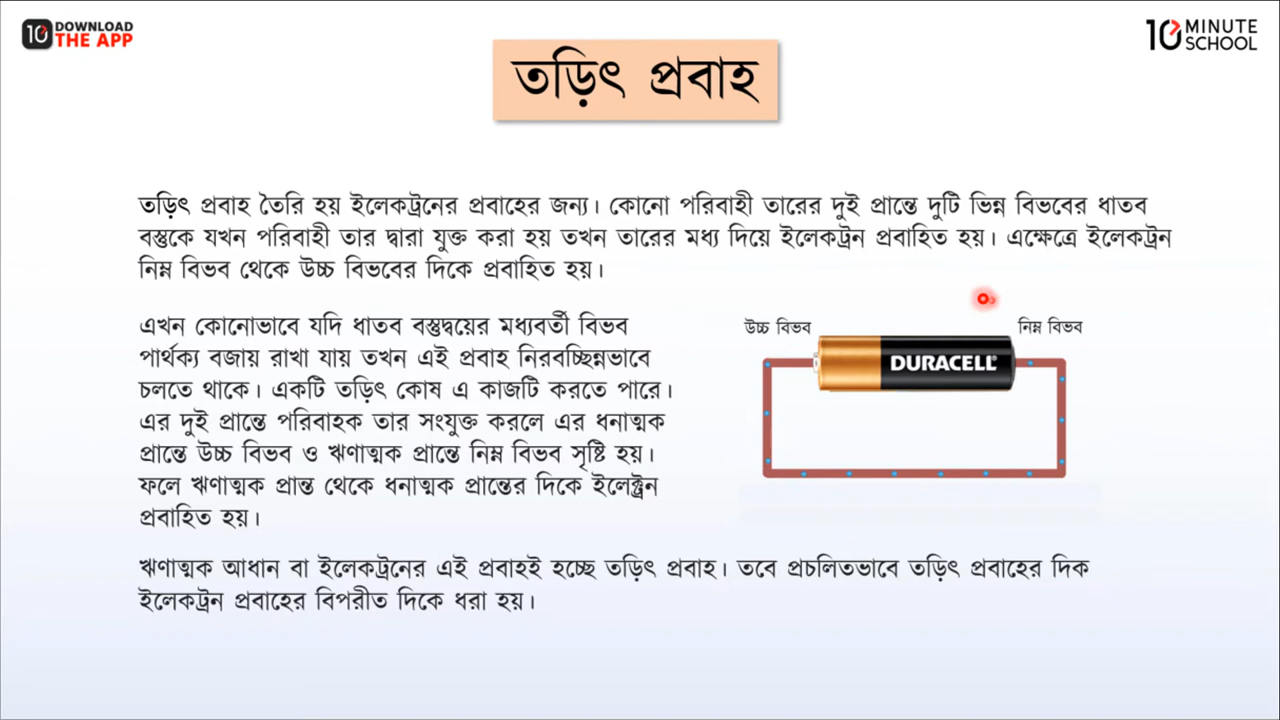 10 DOWNLOAD THE APP
10 MINUTE SCHOOL
তড়িৎ প্রবাহ
তড়িৎ প্রবাহ তৈরি হয় ইলেকট্রনের প্রবাহের জন্য। কোনো পরিবাহী তারের দুই প্রান্তে দুটি ভিন্ন বিভবের ধাতব
বস্তুকে যখন পরিবাহী তার দ্বারা যুক্ত করা হয় তখন তারের মধ্য দিয়ে ইলেকট্রন প্রবাহিত হয়। এক্ষেত্রে ইলেকট্রন
নিম্ন বিভব থেকে উচ্চ বিভবের দিকে প্রবাহিত হয়।
এখন কোনোভাবে যদি ধাতব বস্তুদ্বয়ের মধ্যবর্তী বিভব
পার্থক্য বজায় রাখা যায় তখন এই প্রবাহ নিরবচ্ছিন্নভাবে
চলতে থাকে। একটি তড়িৎ কোষ এ কাজটি করতে পারে।
এর দুই প্রান্তে পরিবাহক তার সংযুক্ত করলে এর ধনাত্মক
প্রান্তে উচ্চ বিভব ও ঋণাত্মক প্রান্তে নিম্ন বিভব সৃষ্টি হয়।
ফলে ঋণাত্মক প্রান্ত থেকে ধনাত্মক প্রান্তের দিকে ইলেক্ট্রন
প্রবাহিত হয়।
উচ্চ বিভব
নিম্ন বিভব
DURACELL
ঋণাত্মক আধান বা ইলেকট্রনের এই প্রবাহই হচ্ছে তড়িৎ প্রবাহ। তবে প্রচলিতভাবে তড়িৎ প্রবাহের দিক
ইলেকট্রন প্রবাহের বিপরীত দিকে ধরা হয়।